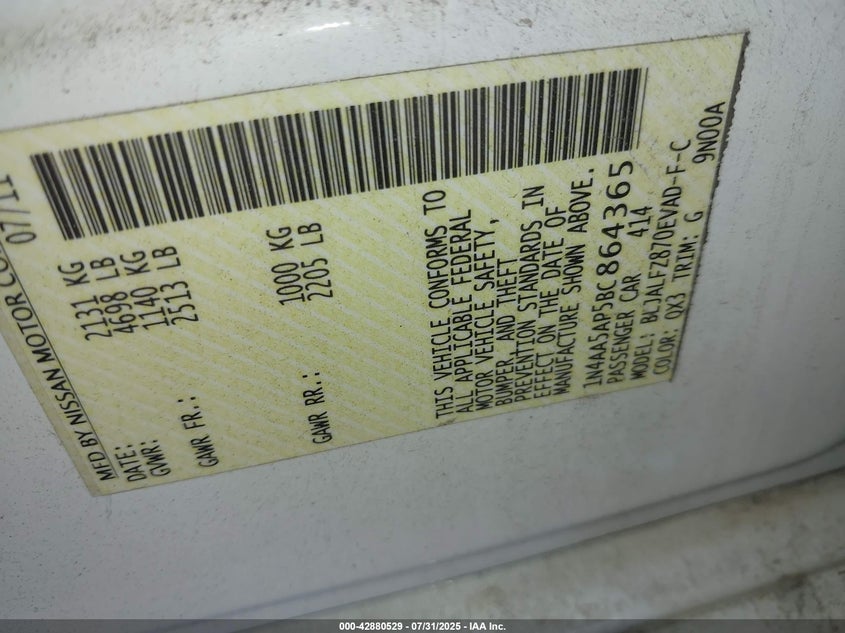 MFD BY NISSAN MOTOR CO
DATE: 07/11
GVWR: 2131 KG
4698 LB
GAWR FR.: 1140 KG
2513 LB
GAWR RR.: 1000 KG
2205 LB
THIS VEHICLE CONFORMS TO
ALL APPLICABLE FEDERAL
MOTOR VEHICLE SAFETY,
BUMPER, AND THEFT
PREVENTION STANDARDS IN
EFFECT ON THE DATE OF
MANUFACTURE SHOWN ABOVE.
1N4AA5AP5BC864365
PASSENGER CAR 414
MODEL: BLJALFZ870EVAD-F-C
COLOR: QX3 TRIM: G 9N00A
000-42880529 - 07/31/2025 - IAA Inc.